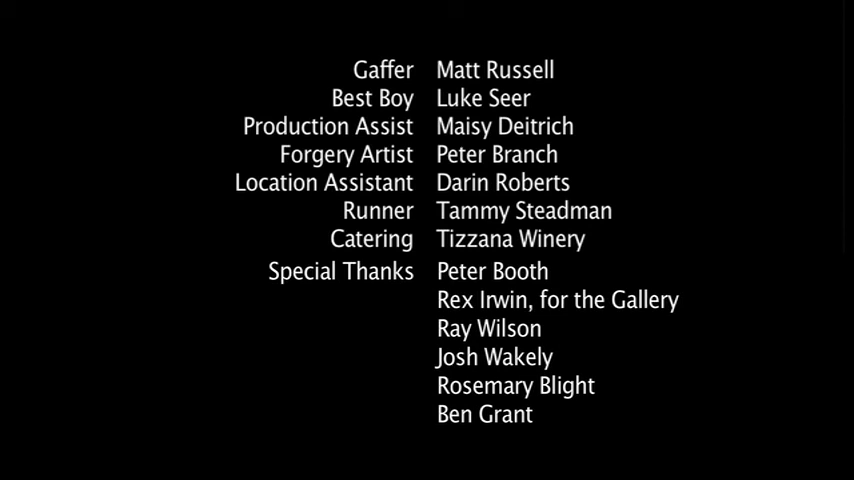 Gaffer Matt Russell
Best Boy Luke Seer
Production Assist Maisy Deitrich
Forgery Artist Peter Branch
Location Assistant Darin Roberts
Runner Tammy Steadman
Catering Tizzana Winery
Special Thanks Peter Booth
Rex Irwin, for the Gallery
Ray Wilson
Josh Wakely
Rosemary Blight
Ben Grant